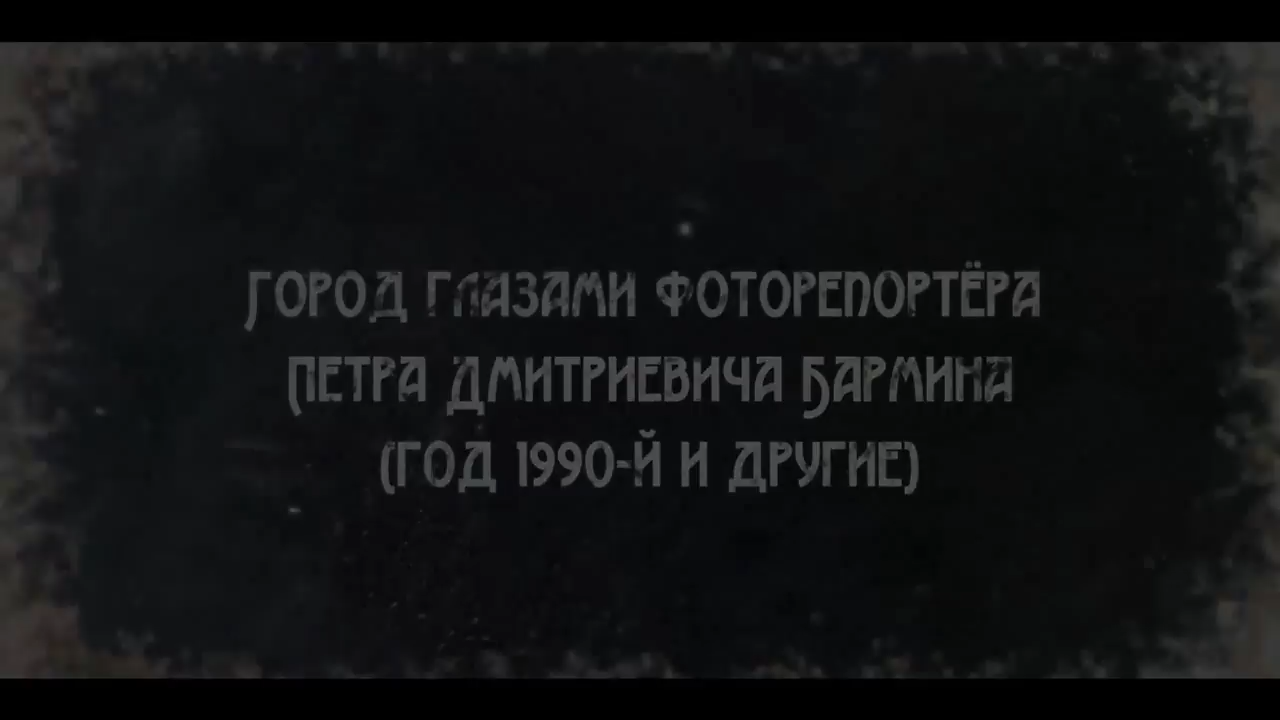 ГОРОД ГЛАЗАМИ ФОТОРЕПОРТЁРА
ПЕТРА ДМИТРИЕВИЧА БАРМИНА
(ГОД 1990-Й И ДРУГИЕ)